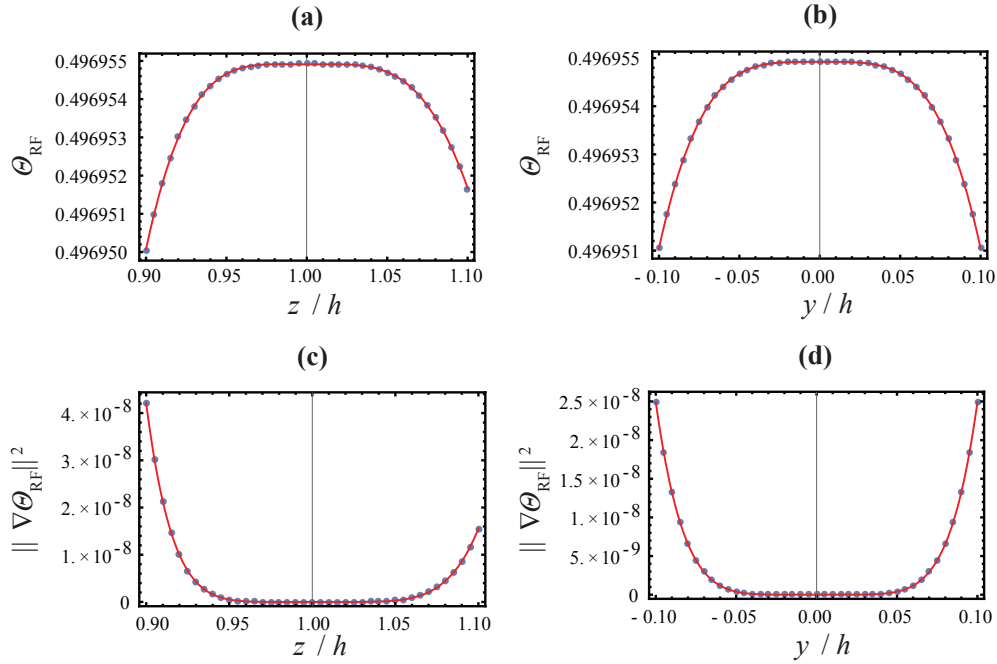 (a)
Θ_RF
0.496955
0.496954
0.496953
0.496952
0.496951
0.496950
0.90 0.95 1.00 1.05 1.10
z / h
(b)
Θ_RF
0.496955
0.496954
0.496953
0.496952
0.496951
- 0.10 - 0.05 0.00 0.05 0.10
y / h
(c)
|| ∇Θ_RF||²
4. × 10⁻⁸
3. × 10⁻⁸
2. × 10⁻⁸
1. × 10⁻⁸
0
0.90 0.95 1.00 1.05 1.10
z / h
(d)
|| ∇Θ_RF||²
2.5 × 10⁻⁸
2. × 10⁻⁸
1.5 × 10⁻⁸
1. × 10⁻⁸
5. × 10⁻⁹
0
- 0.10 - 0.05 0.00 0.05 0.10
y / h